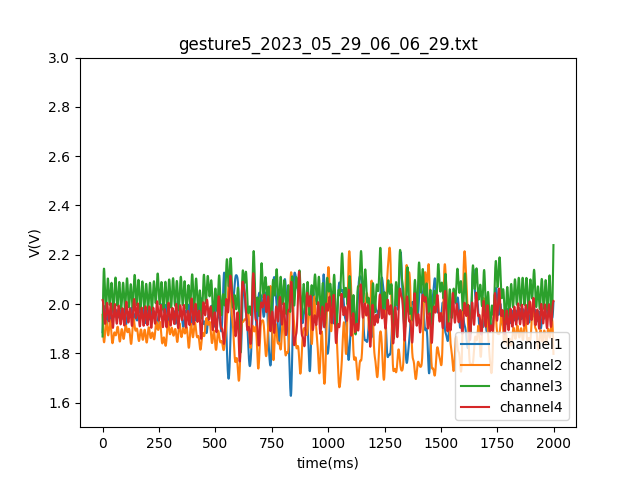 gesture5_2023_05_29_06_06_29.txt
3.0
2.8
2.6
2.4
2.2
2.0
1.8
1.6
V(V)
channel1
channel2
channel3
channel4
0 250 500 750 1000 1250 1500 1750 2000
time(ms)